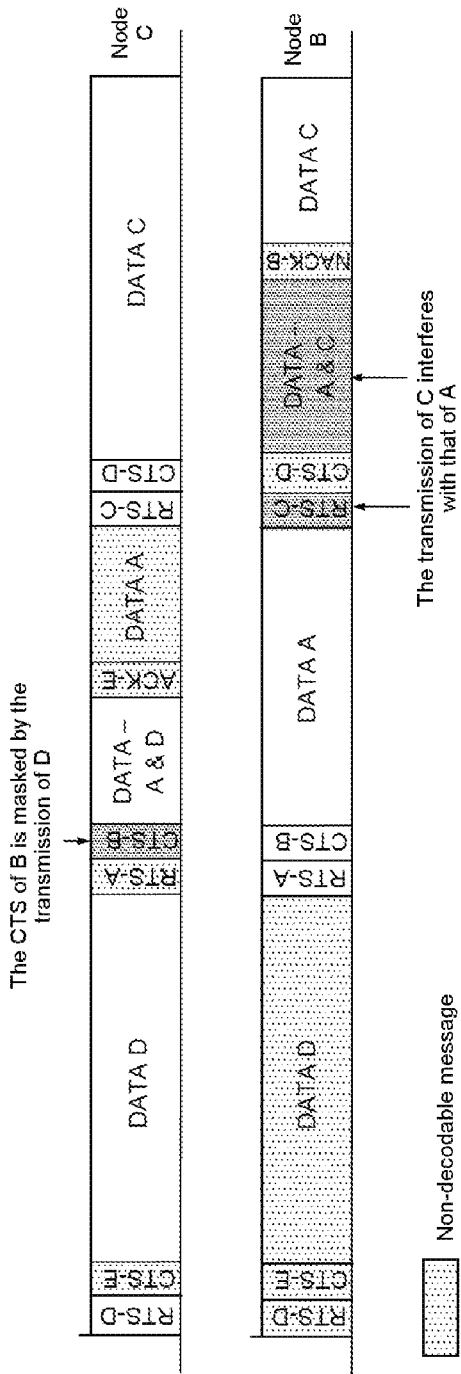 The CTS of B is masked by the
transmission of D
RTS-D
CTS-E
DATA D
RTS-A
CTS-B
DATA –
A & D
ACK-E
DATA A
RTS-C
CTS-D
DATA C
Node
C
RTS-D
CTS-E
DATA D
RTS-A
CTS-B
DATA A
RTS-C
CTS-D
DATA –
A & C
NACK-B
DATA C
Node
B
The transmission of C interferes
with that of A
Non-decodable message